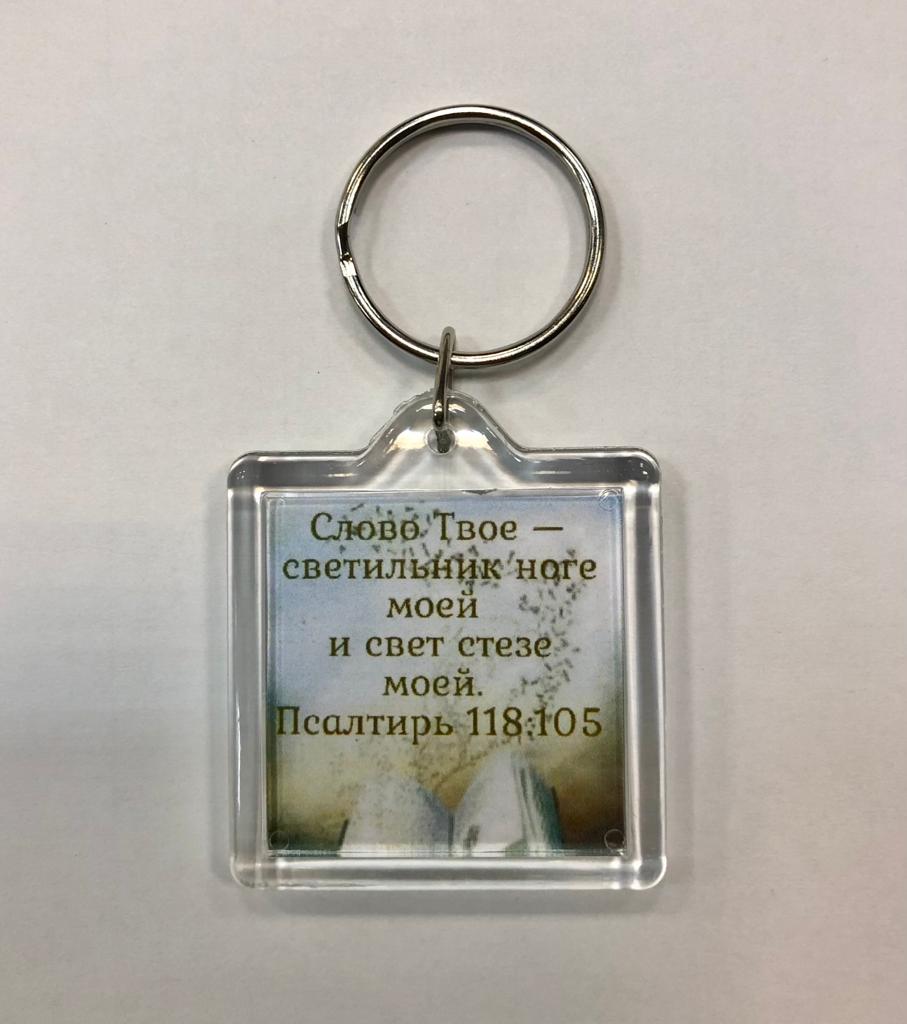 Слово Твое —
светильник ноге
моей
и свет стезе
моей.
Псалтирь 118:105